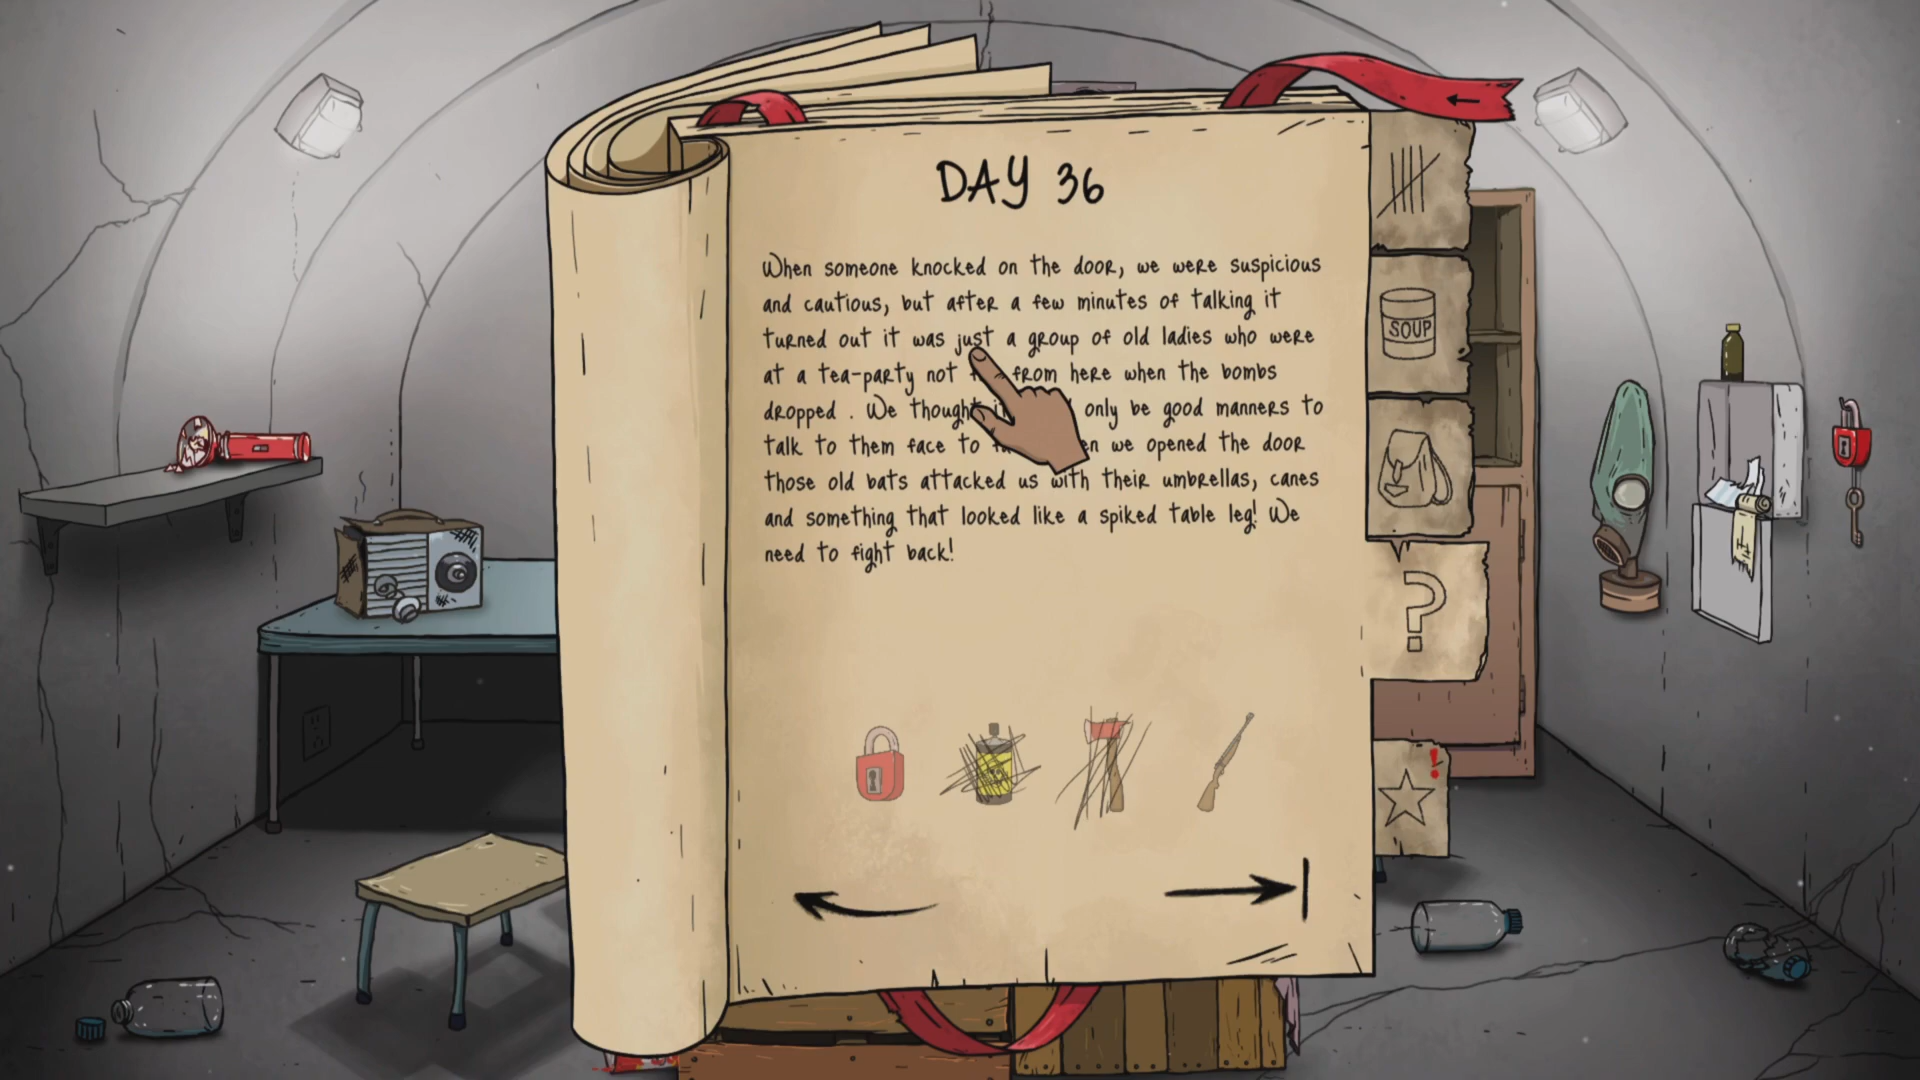 DAY 36
When someone knocked on the door, we were suspicious
and cautious, but after a few minutes of talking it
turned out it was just a group of old ladies who were
at a tea-party not from here when the bombs
dropped . We thought only be good manners to
talk to them face to we opened the door
those old bats attacked us with their umbrellas, canes
and something that looked like a spiked table leg! We
need to fight back!
SOUP
?
!